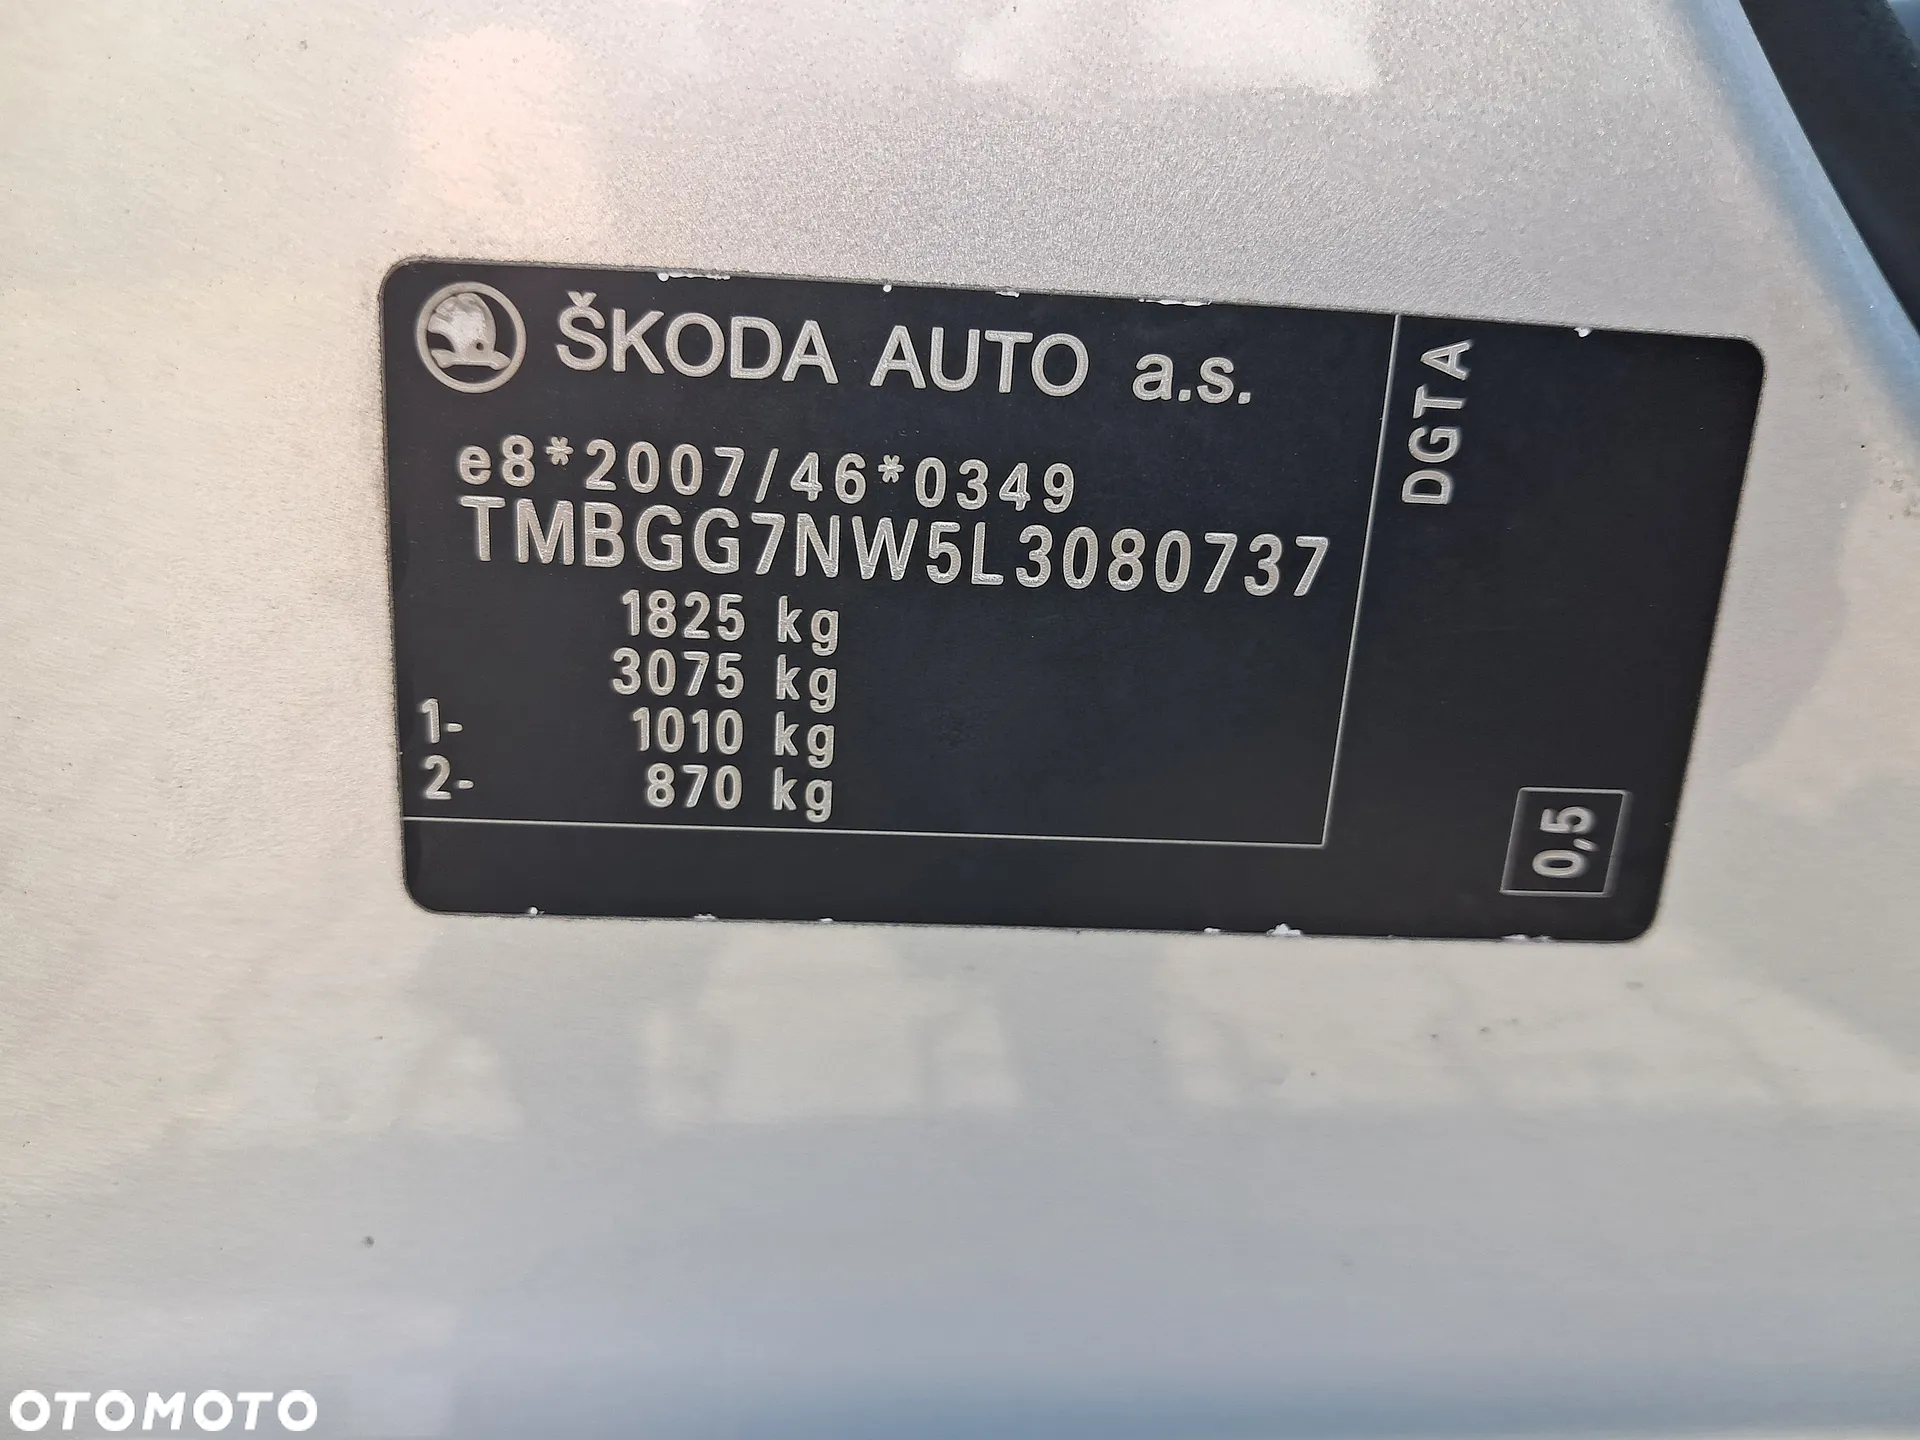 ŠKODA AUTO a.s.
e8*2007/46*0349
TMBGG7NW5L3080737
1825 kg
3075 kg
1- 1010 kg
2- 870 kg
DGTA
0,5
OTOMOTO